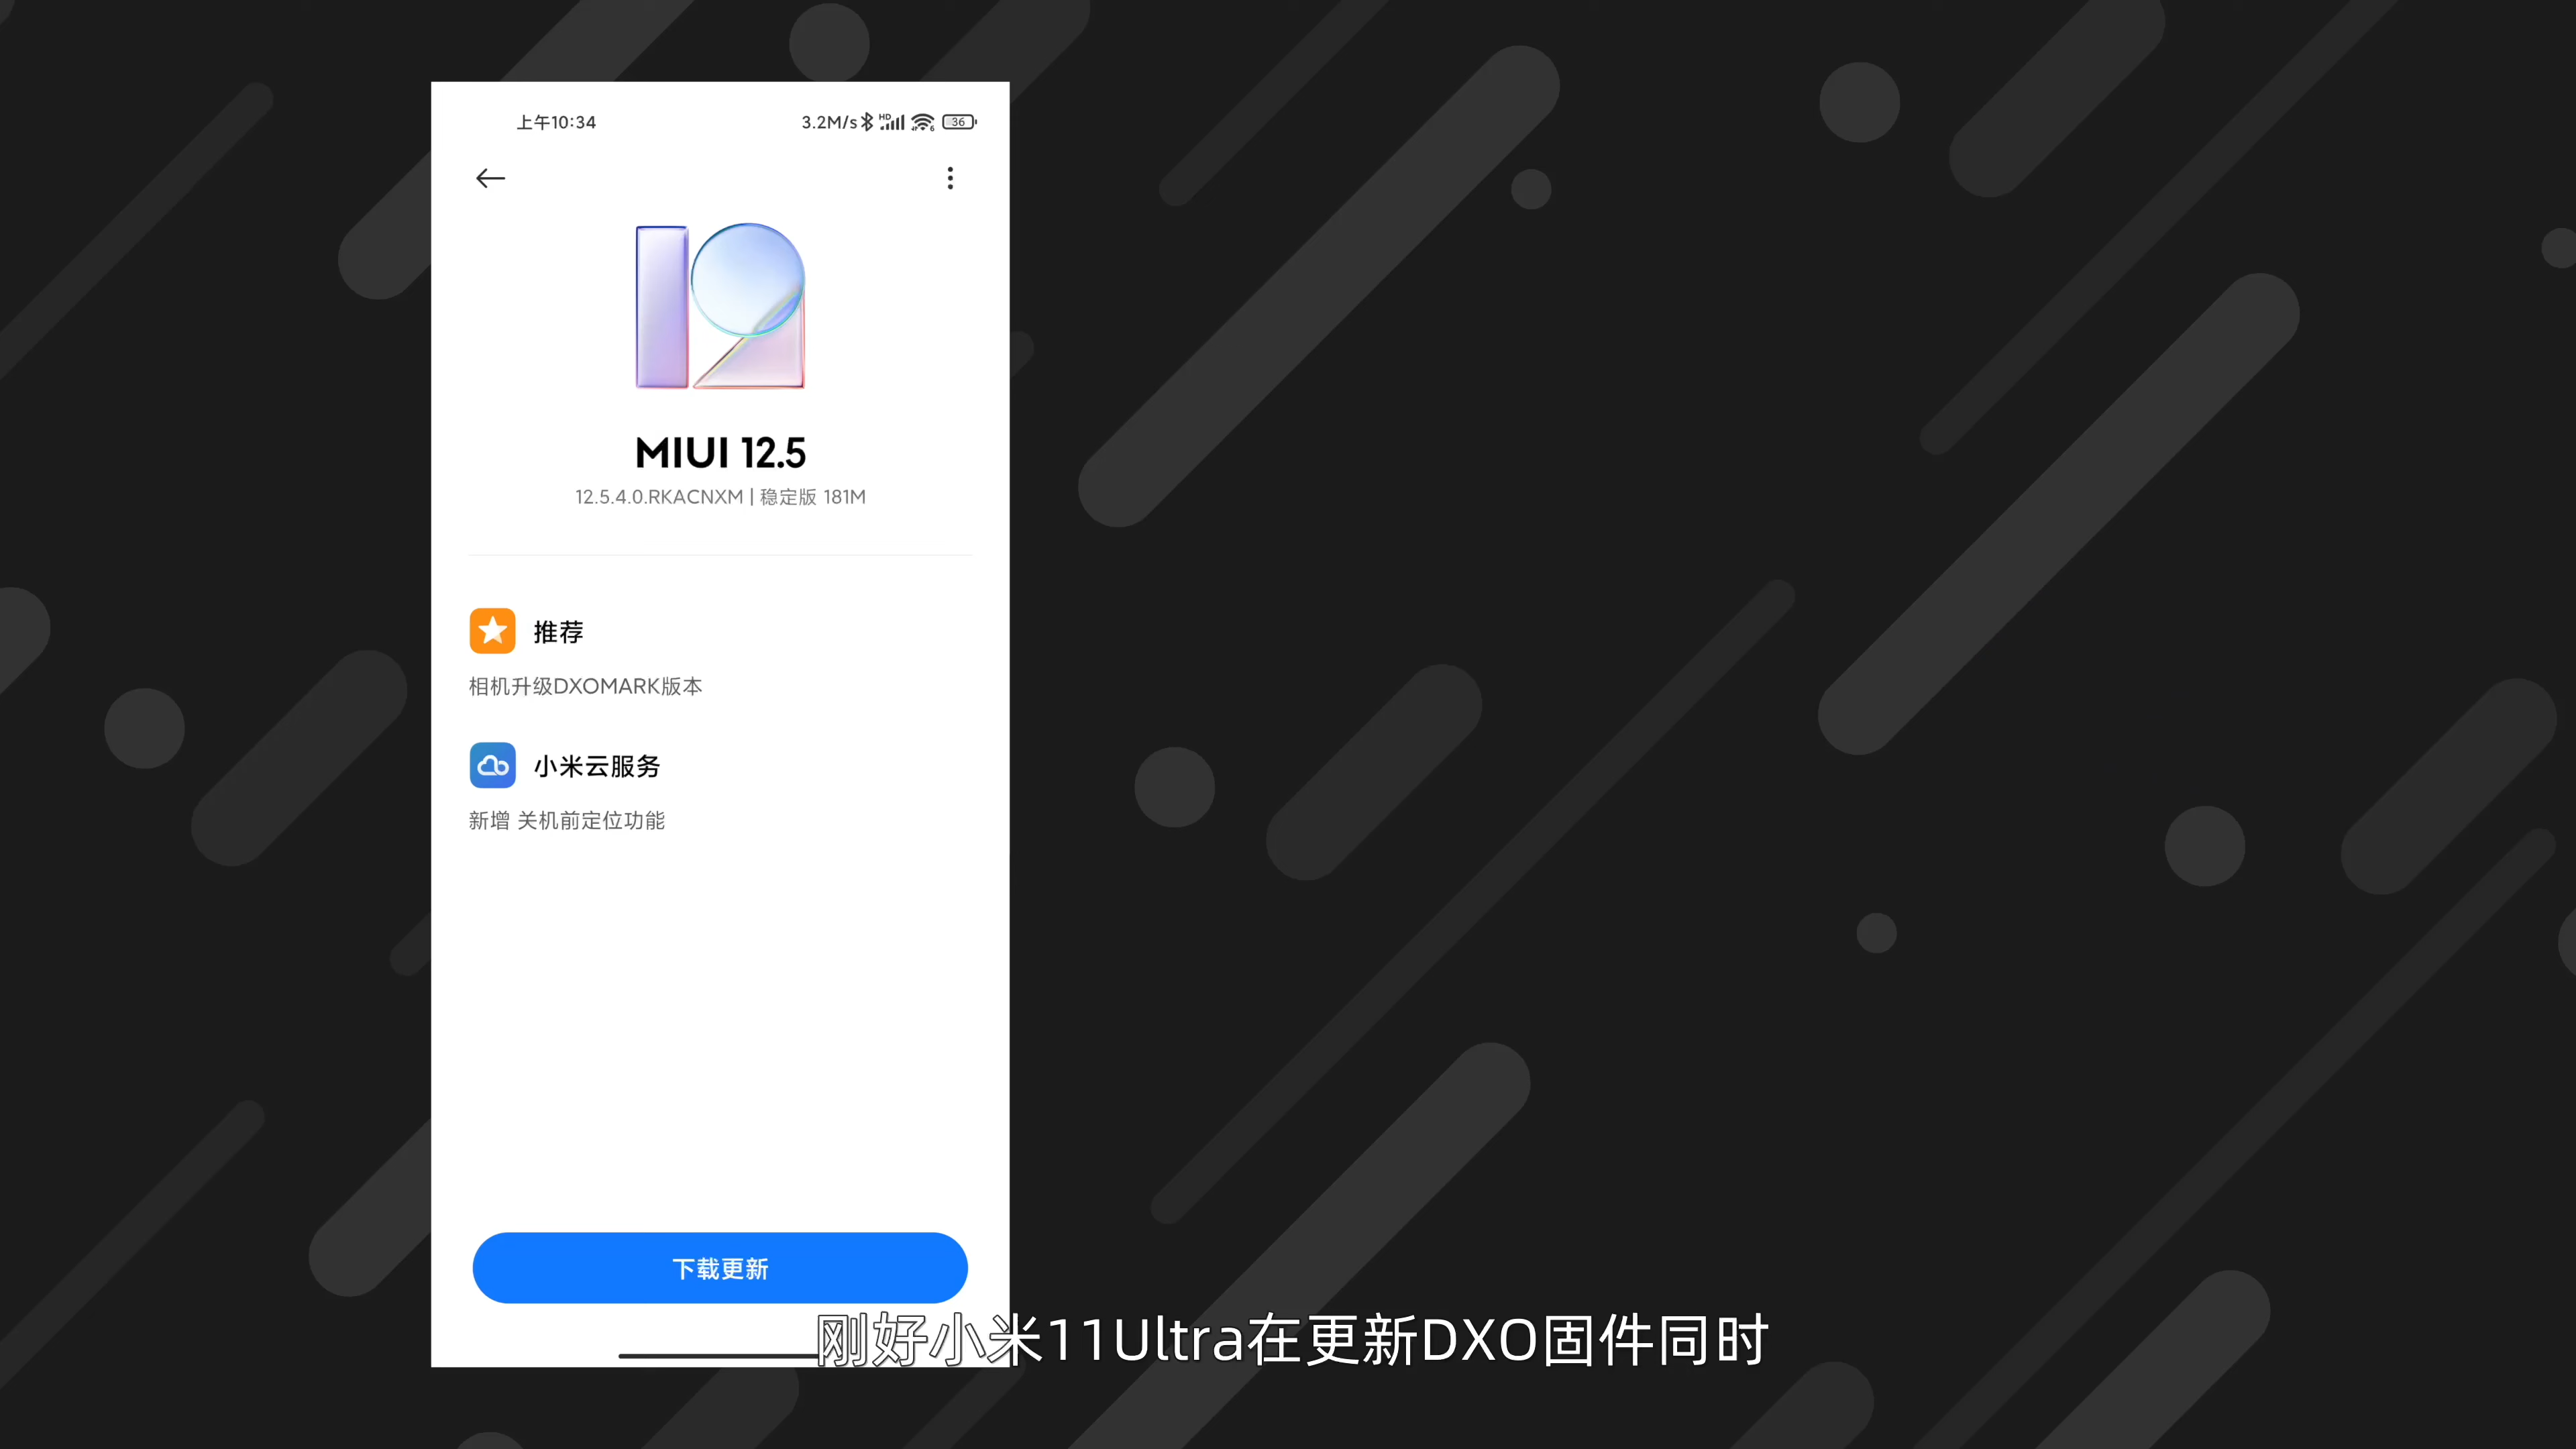 上午10:34
3.2M/s HD 6 36
MIUI 12.5
12.5.4.0.RKACNXM | 稳定版 181M
推荐
相机升级DXOMARK版本
小米云服务
新增 关机前定位功能
下载更新
刚好小米11Ultra在更新DXO固件同时